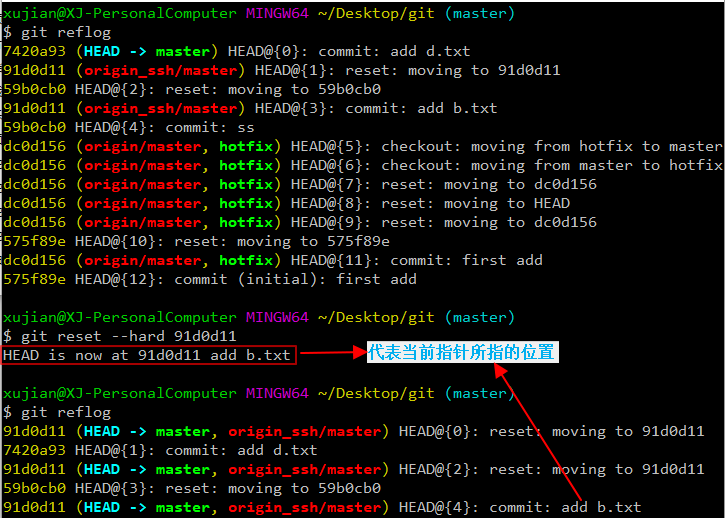 xujian@XJ-PersonalComputer MINGW64 ~/Desktop/git (master)
$ git reflog
7420a93 (HEAD -> master) HEAD@{0}: commit: add d.txt
91d0d11 (origin_ssh/master) HEAD@{1}: reset: moving to 91d0d11
59b0cb0 HEAD@{2}: reset: moving to 59b0cb0
91d0d11 (origin_ssh/master) HEAD@{3}: commit: add b.txt
59b0cb0 HEAD@{4}: commit: ss
dc0d156 (origin/master, hotfix) HEAD@{5}: checkout: moving from hotfix to master
dc0d156 (origin/master, hotfix) HEAD@{6}: checkout: moving from master to hotfix
dc0d156 (origin/master, hotfix) HEAD@{7}: reset: moving to dc0d156
dc0d156 (origin/master, hotfix) HEAD@{8}: reset: moving to HEAD
dc0d156 (origin/master, hotfix) HEAD@{9}: reset: moving to dc0d156
575f89e HEAD@{10}: reset: moving to 575f89e
dc0d156 (origin/master, hotfix) HEAD@{11}: commit: first add
575f89e HEAD@{12}: commit (initial): first add
xujian@XJ-PersonalComputer MINGW64 ~/Desktop/git (master)
$ git reset --hard 91d0d11
HEAD is now at 91d0d11 add b.txt
代表当前指针所指的位置
xujian@XJ-PersonalComputer MINGW64 ~/Desktop/git (master)
$ git reflog
91d0d11 (HEAD -> master, origin_ssh/master) HEAD@{0}: reset: moving to 91d0d11
7420a93 HEAD@{1}: commit: add d.txt
91d0d11 (HEAD -> master, origin_ssh/master) HEAD@{2}: reset: moving to 91d0d11
59b0cb0 HEAD@{3}: reset: moving to 59b0cb0
91d0d11 (HEAD -> master, origin_ssh/master) HEAD@{4}: commit: add b.txt